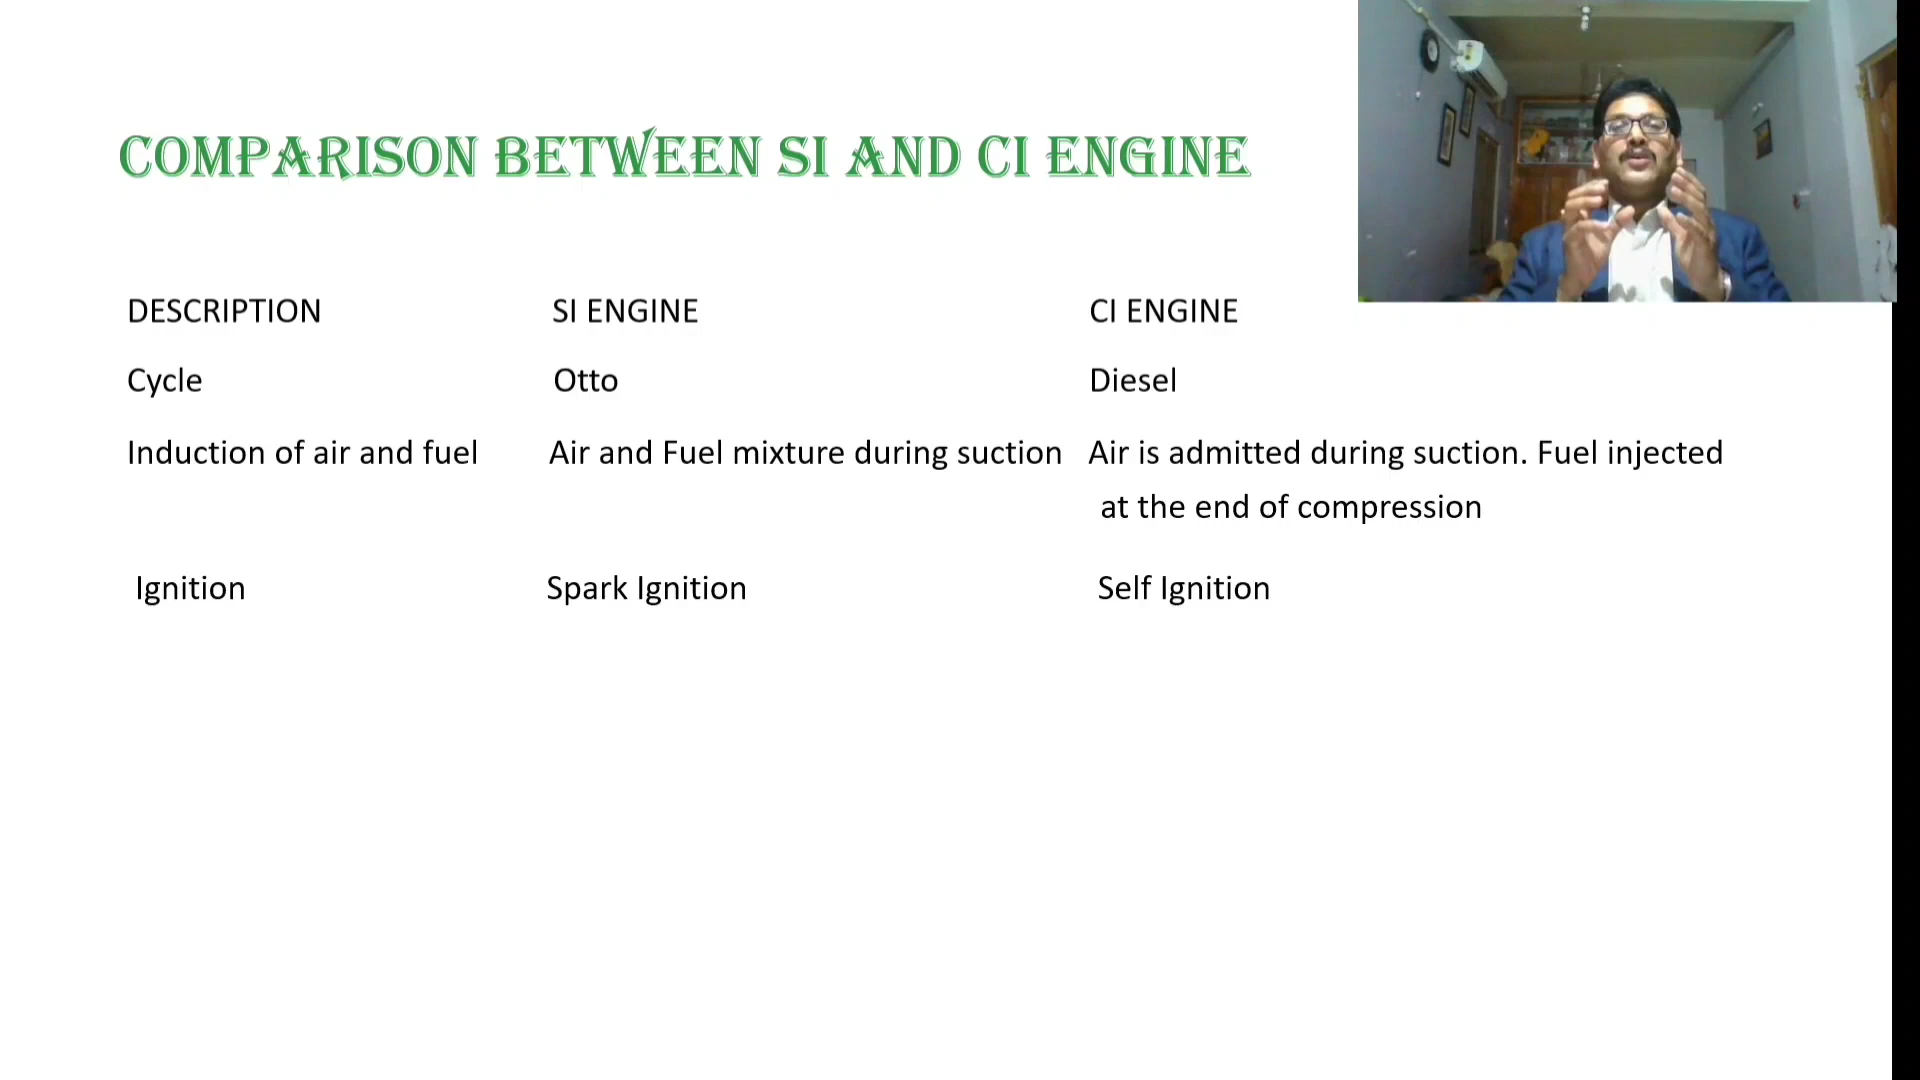 COMPARISON BETWEEN SI AND CI ENGINE
DESCRIPTION SI ENGINE CI ENGINE
Cycle Otto Diesel
Induction of air and fuel Air and Fuel mixture during suction Air is admitted during suction. Fuel injected
at the end of compression
Ignition Spark Ignition Self Ignition